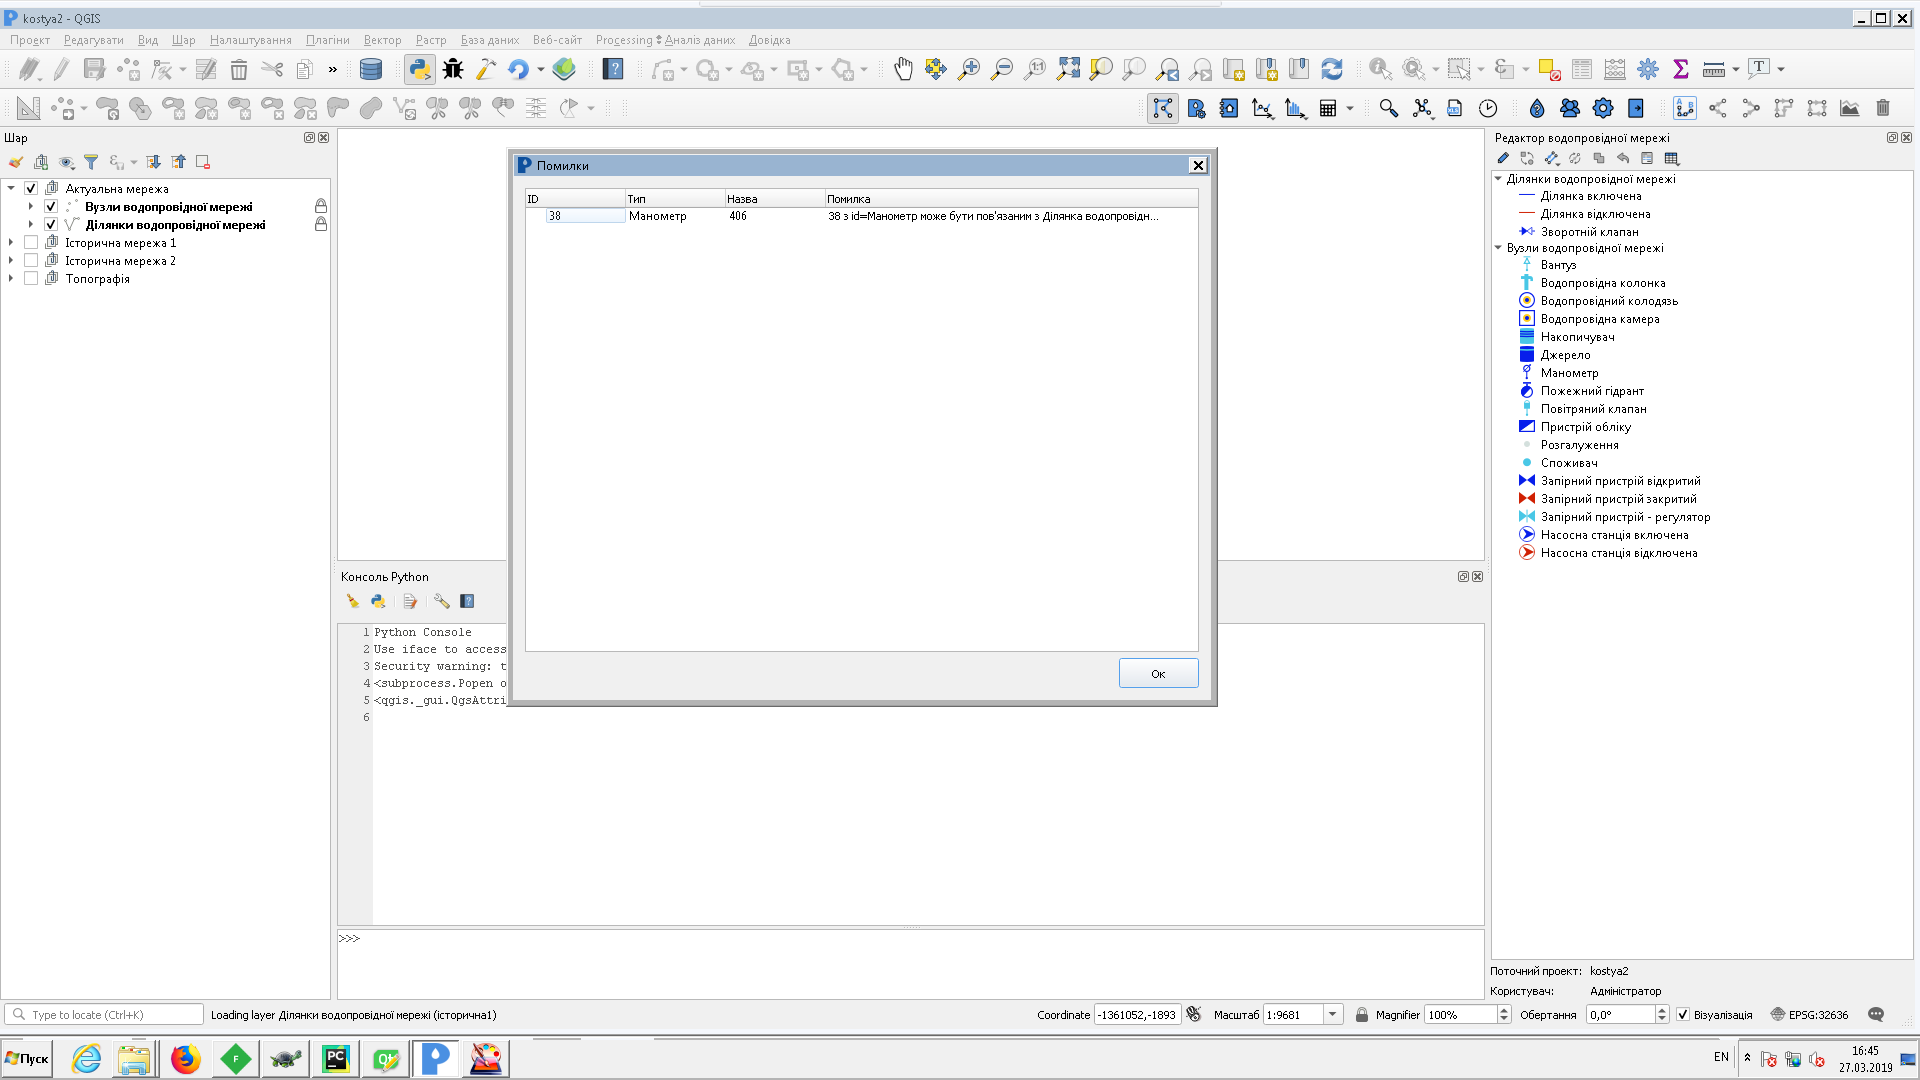 kostya2 - QGIS
Проєкт Редагувати Вид Шар Налаштування Плагіни Вектор Растр База даних Веб-сайт Processing Аналіз даних Довідка
Шар
Актуальна мережа
Вузли водопровідної мережі
Ділянки водопровідної мережі
Історична мережа 1
Історична мережа 2
Топографія
Помилки
ID Тип Назва Помилка
38 Манометр 406 38 з id=Манометр може бути пов'язаним з Ділянка водопровідн...
Ок
Консоль Python
1 Python Console
2 Use iface to access
3 Security warning: t
4 <subprocess.Popen o
5 <qgis._gui.QgsAttri
6
>>>
Редактор водопровідної мережі
Ділянки водопровідної мережі
Ділянка включена
Ділянка відключена
Зворотній клапан
Вузли водопровідної мережі
Вантуз
Водопровідна колонка
Водопровідний колодязь
Водопровідна камера
Накопичувач
Джерело
Манометр
Пожежний гідрант
Повітряний клапан
Пристрій обліку
Розгалуження
Споживач
Запірний пристрій відкритий
Запірний пристрій закритий
Запірний пристрій - регулятор
Насосна станція включена
Насосна станція відключена
Поточний проект: kostya2
Користувач: Адміністратор
Type to locate (Ctrl+K) Loading layer Ділянки водопровідної мережі (історична1) Coordinate -1361052,-1893 Масштаб 1:9681 Magnifier 100% Обертання 0,0° Візуалізація EPSG:32636
Пуск EN 16:45
27.03.2019